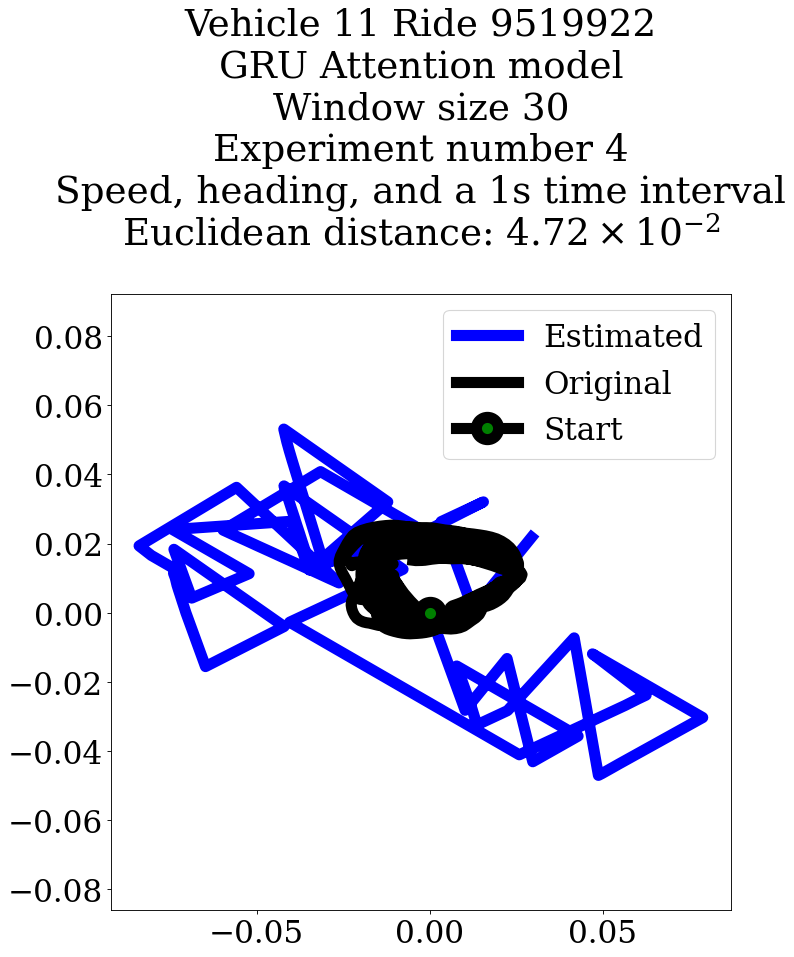 Vehicle 11 Ride 9519922
GRU Attention model
Window size 30
Experiment number 4
Speed, heading, and a 1s time interval
Euclidean distance: 4.72 × 10⁻²
Estimated
Original
Start
0.08
0.06
0.04
0.02
0.00
−0.02
−0.04
−0.06
−0.08
−0.05
0.00
0.05